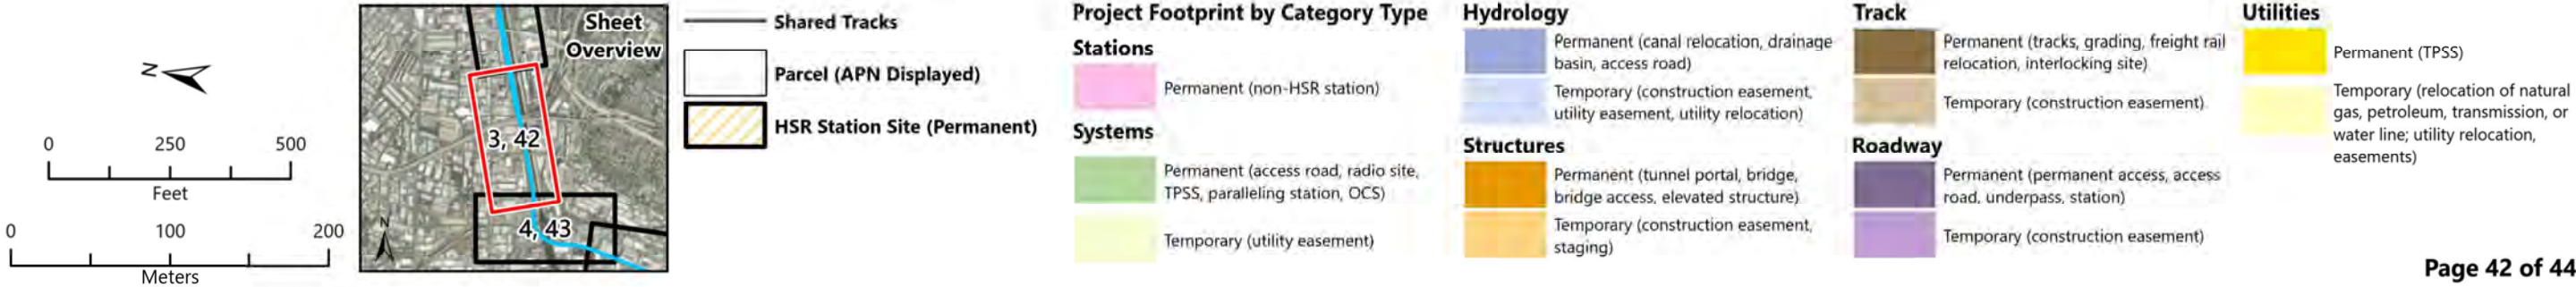 N
0 250 500
Feet
0 100 200
Meters
Sheet
Overview
3, 42
4, 43
N
Shared Tracks
Parcel (APN Displayed)
HSR Station Site (Permanent)
Project Footprint by Category Type
Stations
Permanent (non-HSR station)
Systems
Permanent (access road, radio site,
TPSS, paralleling station, OCS)
Temporary (utility easement)
Hydrology
Permanent (canal relocation, drainage
basin, access road)
Temporary (construction easement,
utility easement, utility relocation)
Structures
Permanent (tunnel portal, bridge,
bridge access, elevated structure)
Temporary (construction easement,
staging)
Track
Permanent (tracks, grading, freight rail
relocation, interlocking site)
Temporary (construction easement)
Roadway
Permanent (permanent access, access
road, underpass, station)
Temporary (construction easement)
Utilities
Permanent (TPSS)
Temporary (relocation of natural
gas, petroleum, transmission, or
water line; utility relocation,
easements)
Page 42 of 44